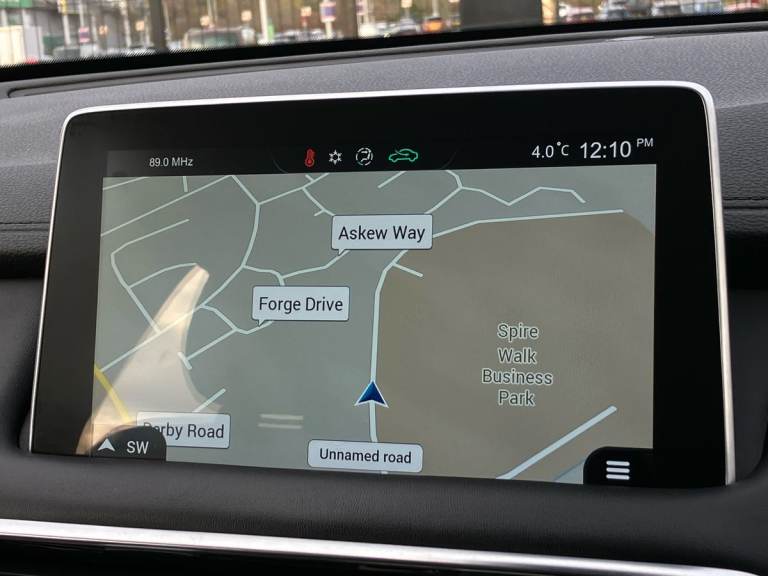 89.0 MHz
4.0°C 12:10 PM
Askew Way
Forge Drive
Spire
Walk
Business
Park
Derby Road
SW
Unnamed road